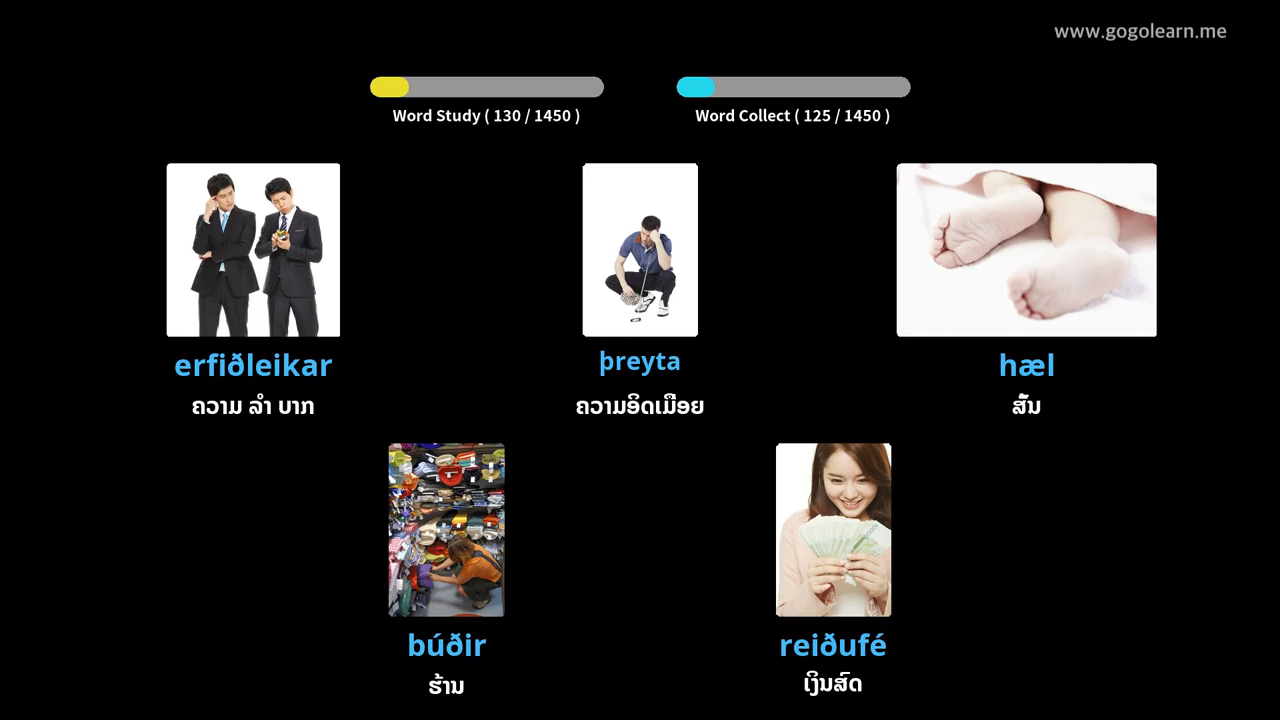 www.gogolearn.me
Word Study ( 130 / 1450 )
Word Collect ( 125 / 1450 )
erfiðleikar
ຄວາມ ລຳ ບາກ
þreyta
ຄວາມອິດເມື່ອຍ
hæl
ສົ້ນ
búðir
ຮ້ານ
reiðufé
ເງິນສົດ